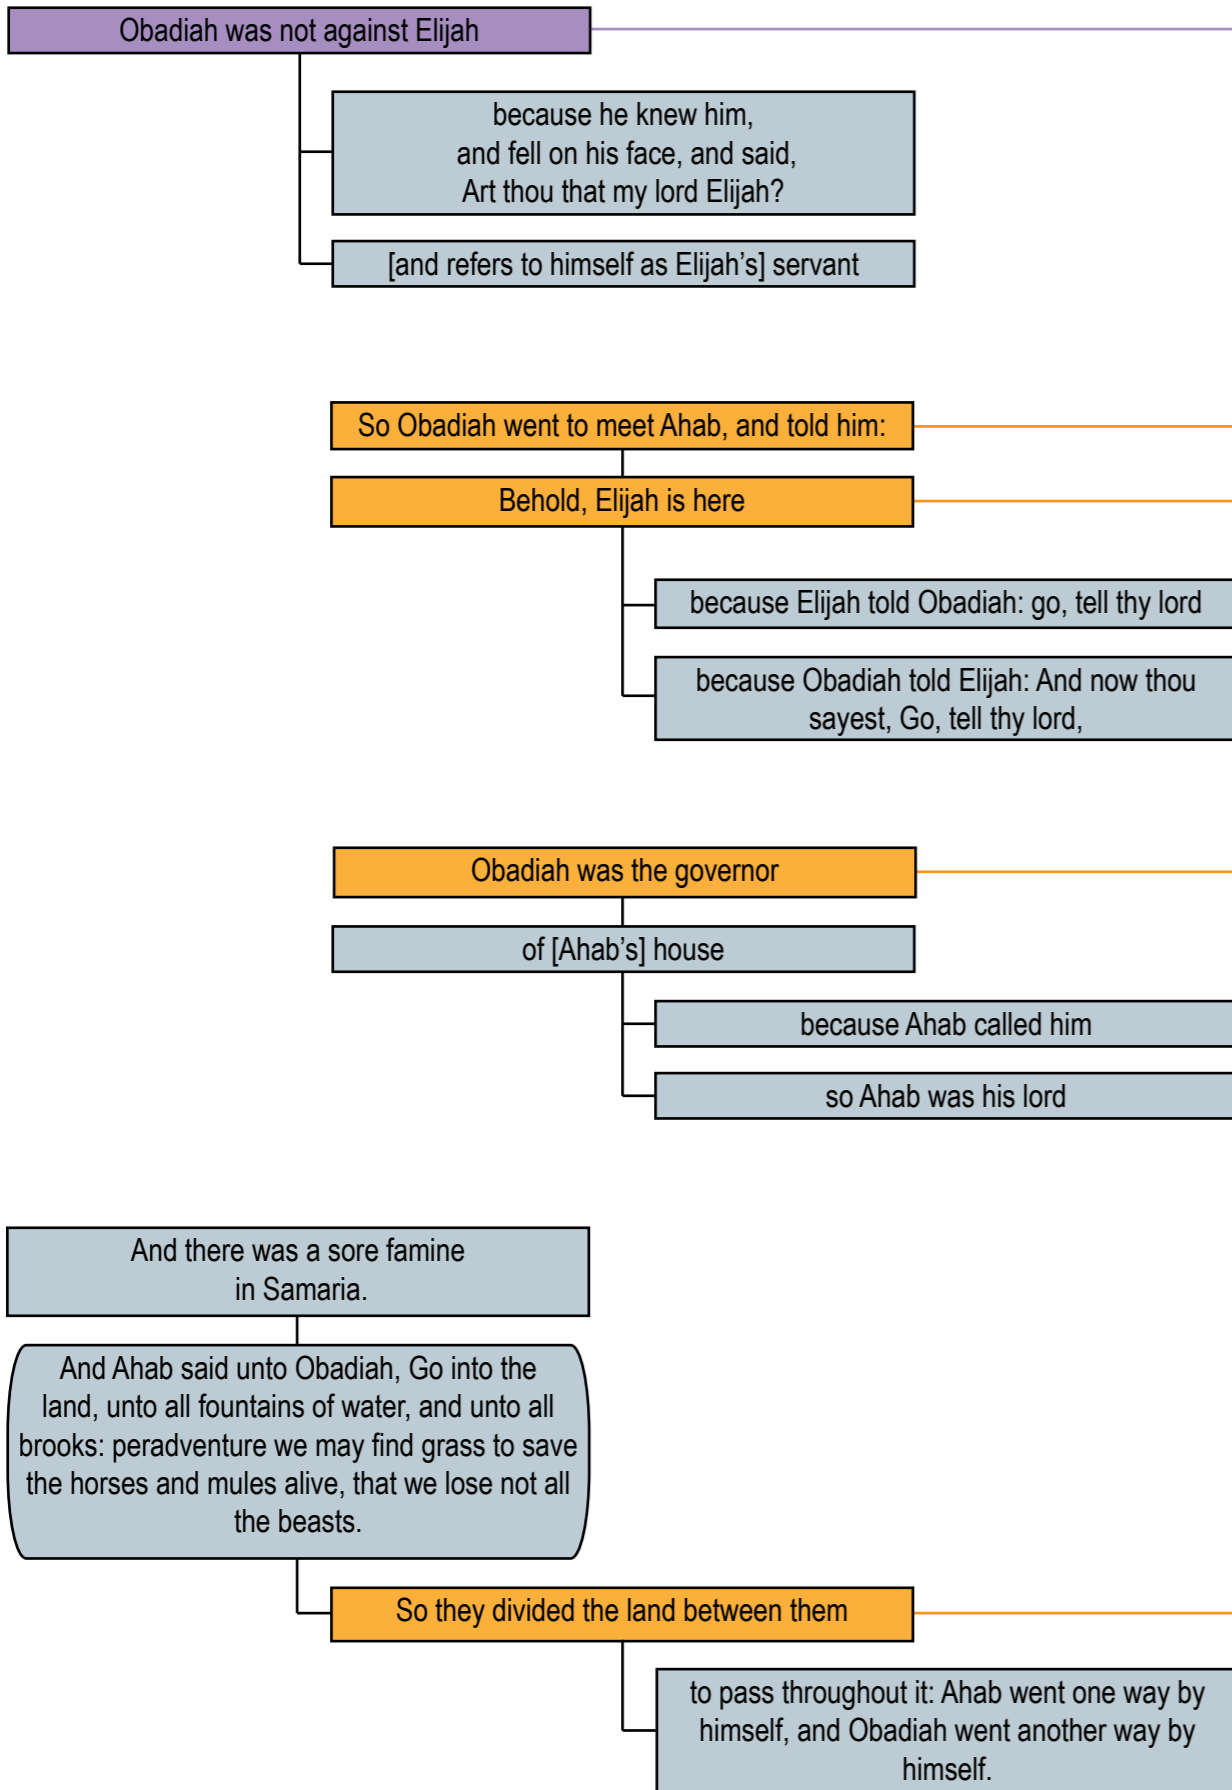 Obadiah was not against Elijah
because he knew him,
and fell on his face, and said,
Art thou that my lord Elijah?
[and refers to himself as Elijah’s] servant
So Obadiah went to meet Ahab, and told him:
Behold, Elijah is here
because Elijah told Obadiah: go, tell thy lord
because Obadiah told Elijah: And now thou
sayest, Go, tell thy lord,
Obadiah was the governor
of [Ahab’s] house
because Ahab called him
so Ahab was his lord
And there was a sore famine
in Samaria.
And Ahab said unto Obadiah, Go into the
land, unto all fountains of water, and unto all
brooks: peradventure we may find grass to save
the horses and mules alive, that we lose not all
the beasts.
So they divided the land between them
to pass throughout it: Ahab went one way by
himself, and Obadiah went another way by
himself.